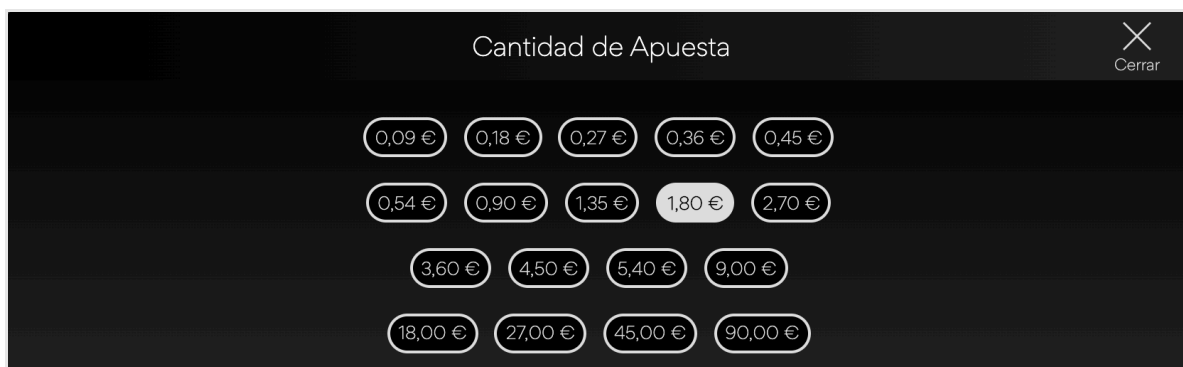 Cantidad de Apuesta
Cerrar
0,09 € 0,18 € 0,27 € 0,36 € 0,45 €
0,54 € 0,90 € 1,35 € 1,80 € 2,70 €
3,60 € 4,50 € 5,40 € 9,00 €
18,00 € 27,00 € 45,00 € 90,00 €